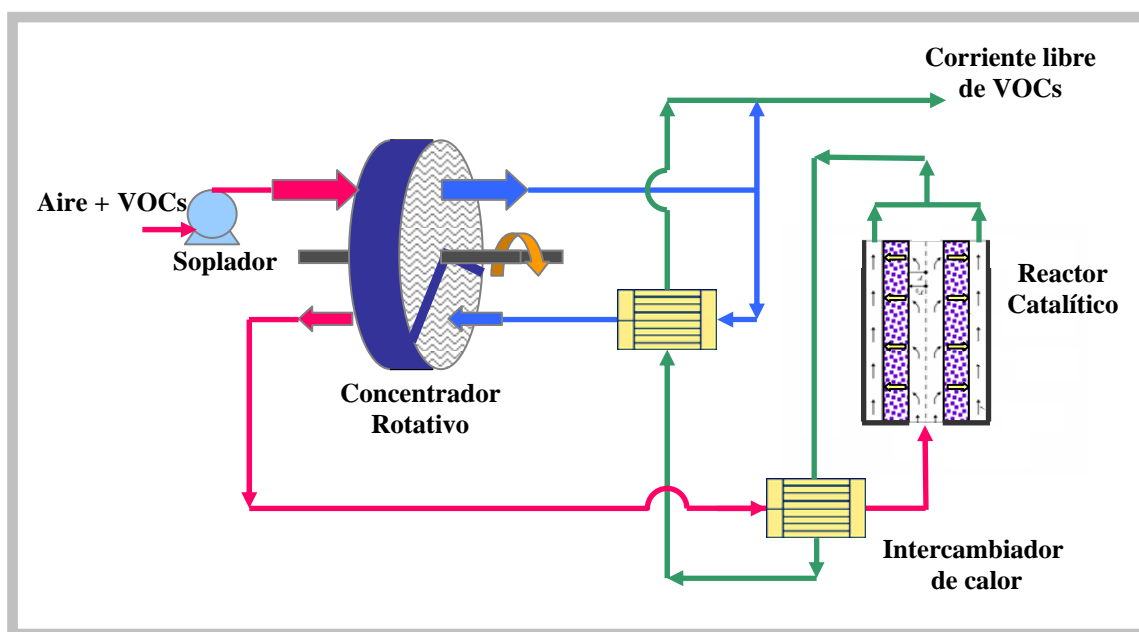 Corriente libre
de VOCs
Aire + VOCs
Soplador
Reactor
Catalítico
Concentrador
Rotativo
Intercambiador
de calor